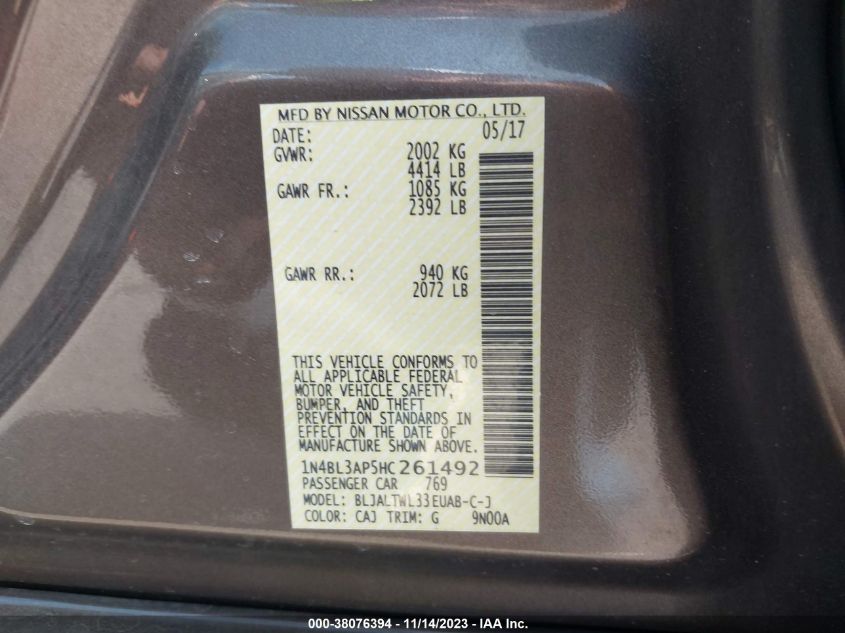 MFD BY NISSAN MOTOR CO., LTD.
DATE: 05/17
GVWR: 2002 KG
4414 LB
GAWR FR.: 1085 KG
2392 LB
GAWR RR.: 940 KG
2072 LB
THIS VEHICLE CONFORMS TO
ALL APPLICABLE FEDERAL
MOTOR VEHICLE SAFETY,
BUMPER, AND THEFT
PREVENTION STANDARDS IN
EFFECT ON THE DATE OF
MANUFACTURE SHOWN ABOVE.
1N4BL3AP5HC261492
PASSENGER CAR 769
MODEL: BLJALTWL33EUAB-C-J
COLOR: CAJ TRIM: G 9N00A
000-38076394 - 11/14/2023 - IAA Inc.